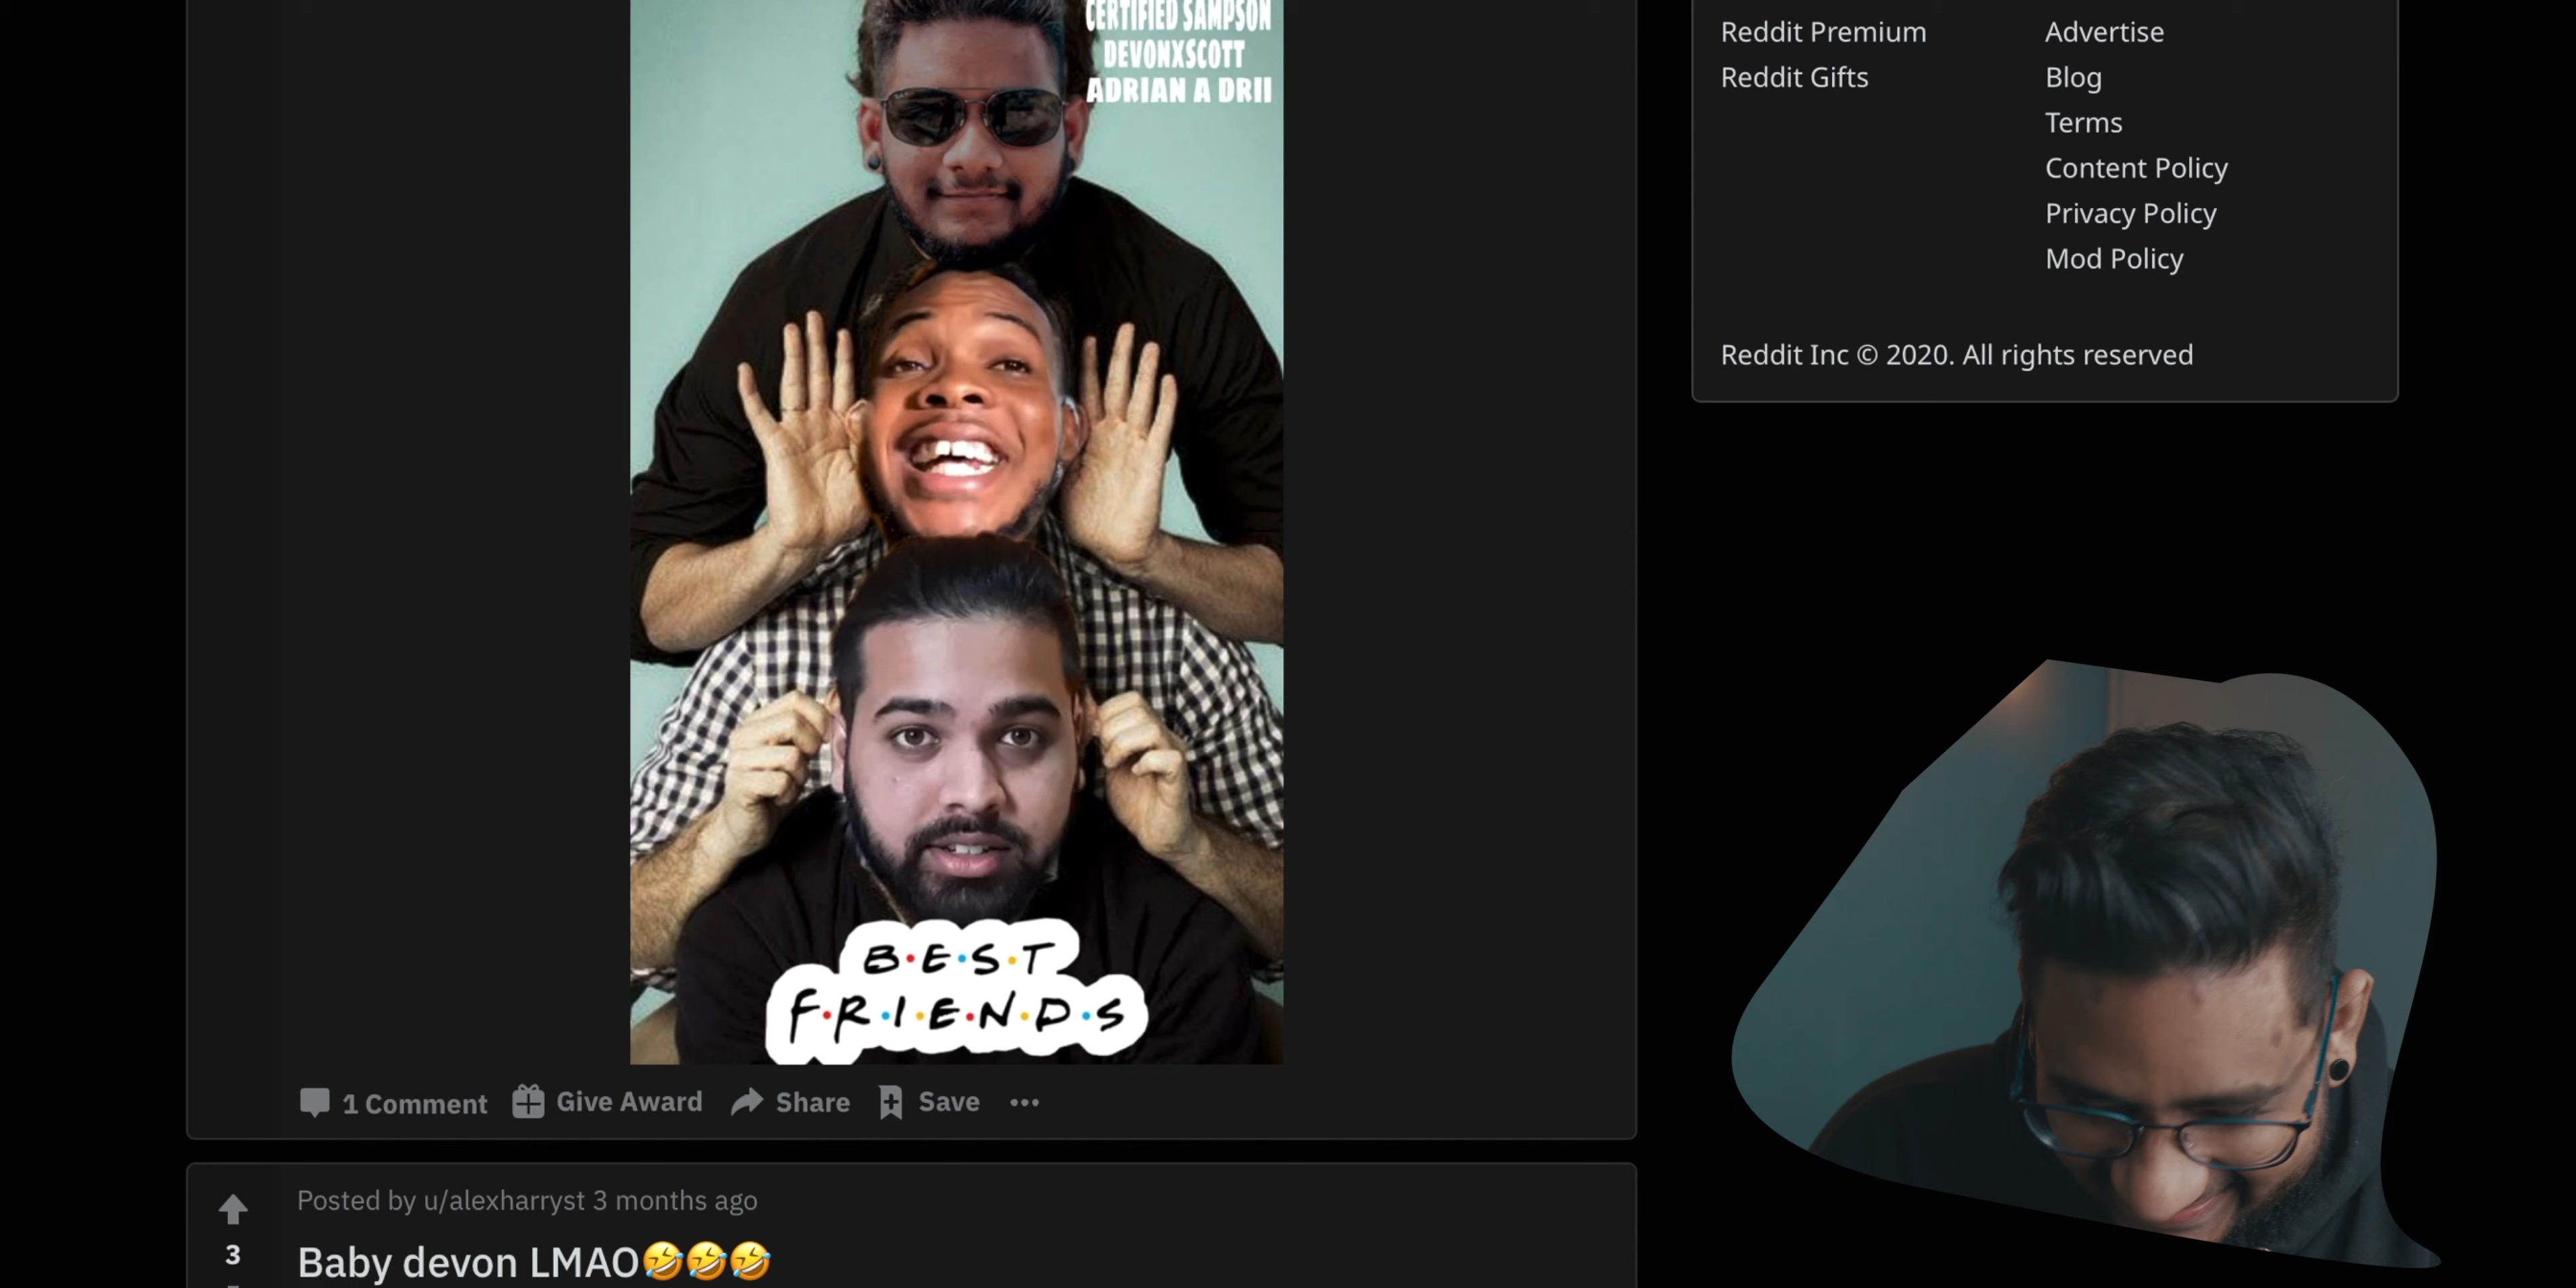 CERTIFIED SAMPSON
DEVONXSCOTT
ADRIAN A DRII
B·E·S·T
F·R·I·E·N·D·S
1 Comment Give Award Share Save
Posted by u/alexharryst 3 months ago
3
Baby devon LMAO🤣🤣🤣
Reddit Premium
Reddit Gifts
Advertise
Blog
Terms
Content Policy
Privacy Policy
Mod Policy
Reddit Inc © 2020. All rights reserved